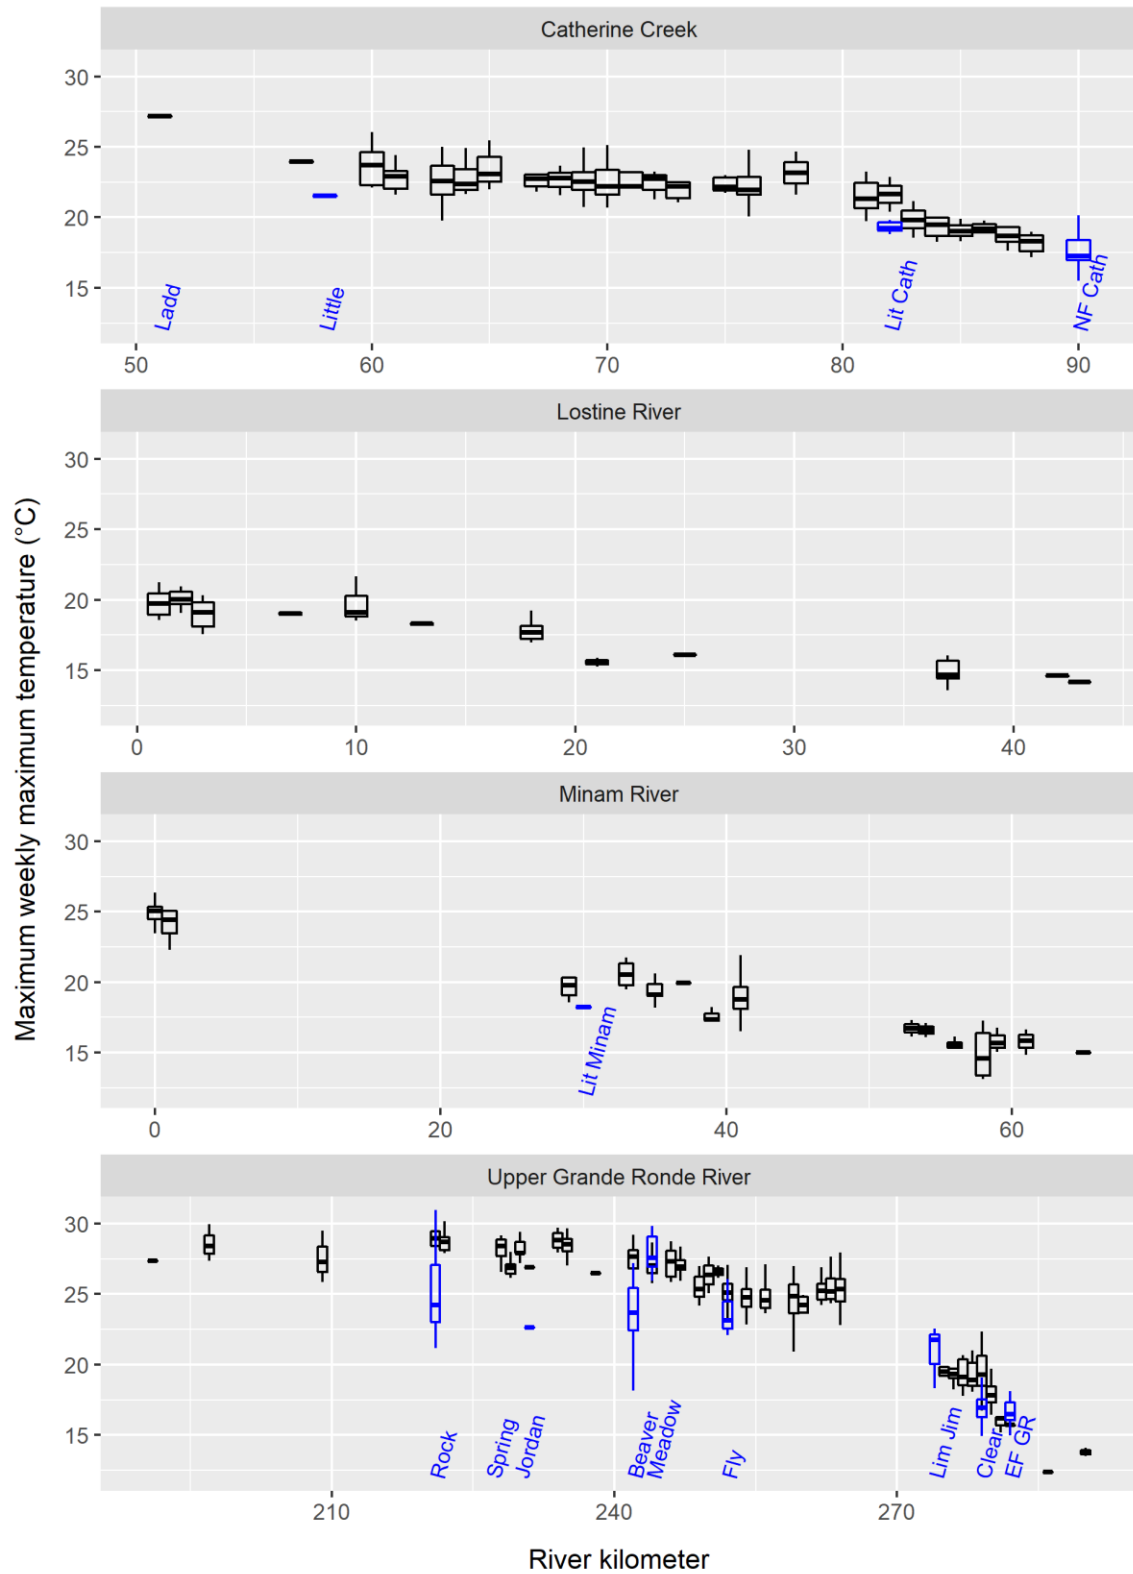 Catherine Creek
30
25
20
15
Ladd
Little
Lit Cath
NF Cath
50
60
70
80
90
Lostine River
30
25
20
15
0
10
20
30
40
Minam River
30
25
20
15
Lit Minam
0
20
40
60
Upper Grande Ronde River
30
25
20
15
Rock
Spring
Jordan
Beaver
Meadow
Fly
Lim Jim
Clear
EF GR
210
240
270
River kilometer
Maximum weekly maximum temperature (°C)